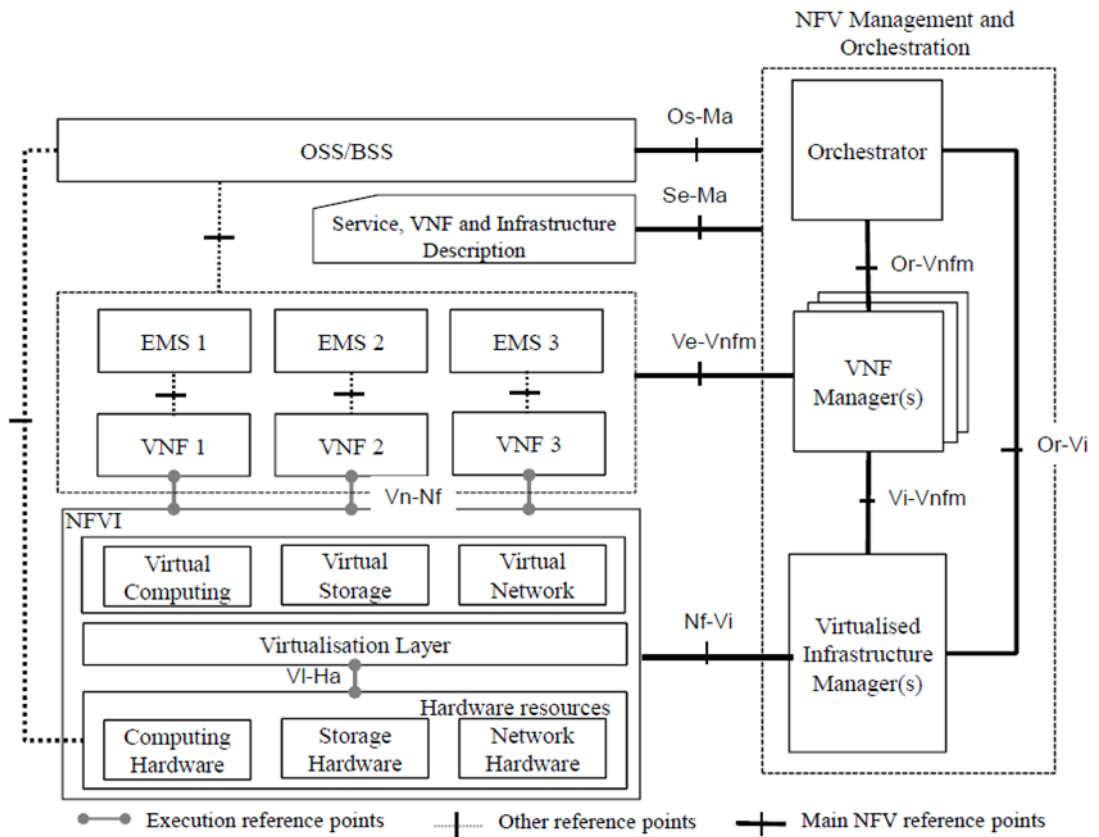 NFV Management and
Orchestration
Os-Ma
OSS/BSS
Orchestrator
Se-Ma
Service, VNF and Infrastructure
Description
Or-Vnfm
EMS 1
EMS 2
EMS 3
Ve-Vnfm
VNF
Manager(s)
VNF 1
VNF 2
VNF 3
Or-Vi
Vn-Nf
Vi-Vnfm
NFVI
Virtual
Computing
Virtual
Storage
Virtual
Network
Nf-Vi
Virtualised
Infrastructure
Manager(s)
Virtualisation Layer
Vl-Ha
Hardware resources
Computing
Hardware
Storage
Hardware
Network
Hardware
Execution reference points
Other reference points
Main NFV reference points